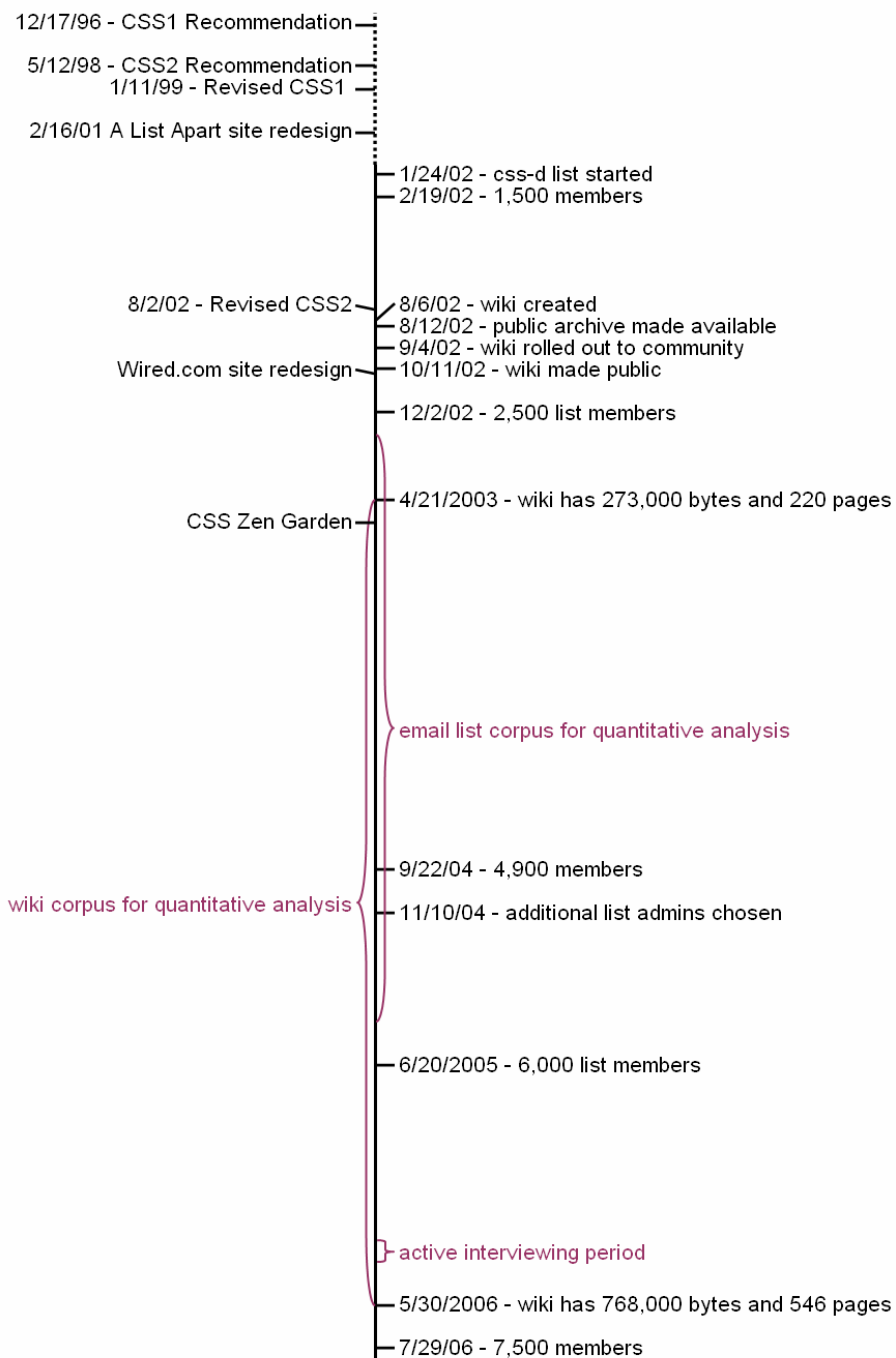 12/17/96 - CSS1 Recommendation
5/12/98 - CSS2 Recommendation
1/11/99 - Revised CSS1
2/16/01 A List Apart site redesign
1/24/02 - css-d list started
2/19/02 - 1,500 members
8/2/02 - Revised CSS2
8/6/02 - wiki created
8/12/02 - public archive made available
9/4/02 - wiki rolled out to community
Wired.com site redesign
10/11/02 - wiki made public
12/2/02 - 2,500 list members
4/21/2003 - wiki has 273,000 bytes and 220 pages
CSS Zen Garden
email list corpus for quantitative analysis
9/22/04 - 4,900 members
wiki corpus for quantitative analysis
11/10/04 - additional list admins chosen
6/20/2005 - 6,000 list members
active interviewing period
5/30/2006 - wiki has 768,000 bytes and 546 pages
7/29/06 - 7,500 members